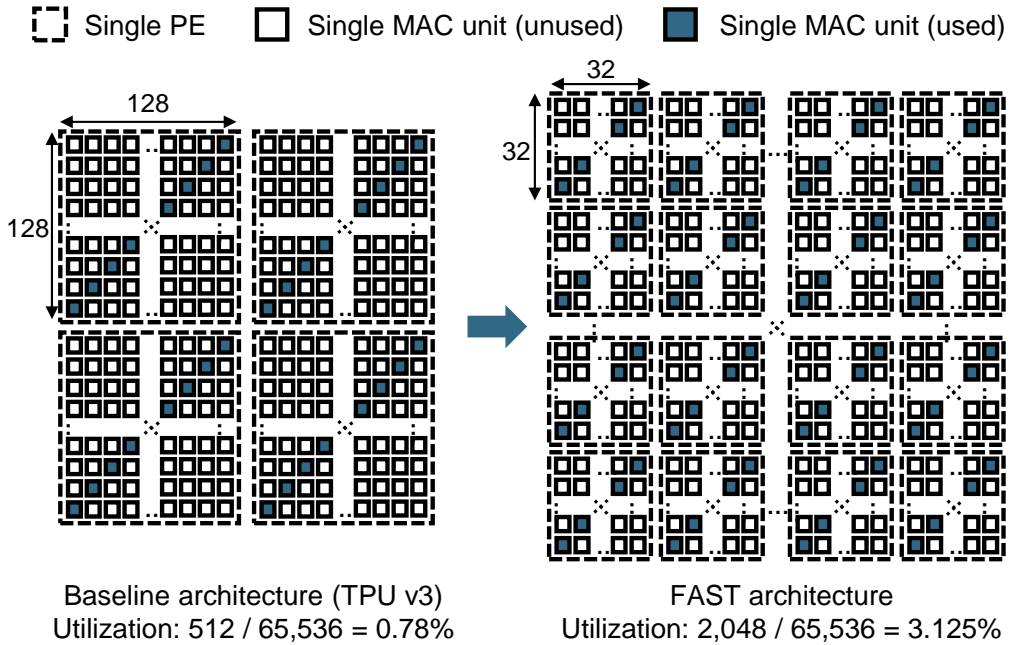 Single PE
Single MAC unit (unused)
Single MAC unit (used)
128
128
32
32
Baseline architecture (TPU v3)
Utilization: 512 / 65,536 = 0.78%
FAST architecture
Utilization: 2,048 / 65,536 = 3.125%